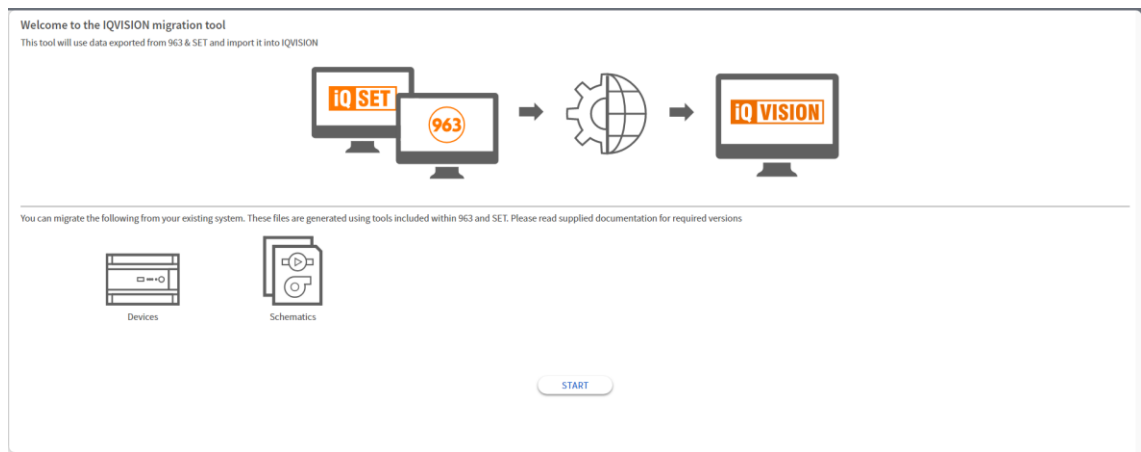 Welcome to the IQVISION migration tool
This tool will use data exported from 963 & SET and import it into IQVISION
iQ SET
963
iQ VISION
You can migrate the following from your existing system. These files are generated using tools included within 963 and SET. Please read supplied documentation for required versions
Devices
Schematics
START